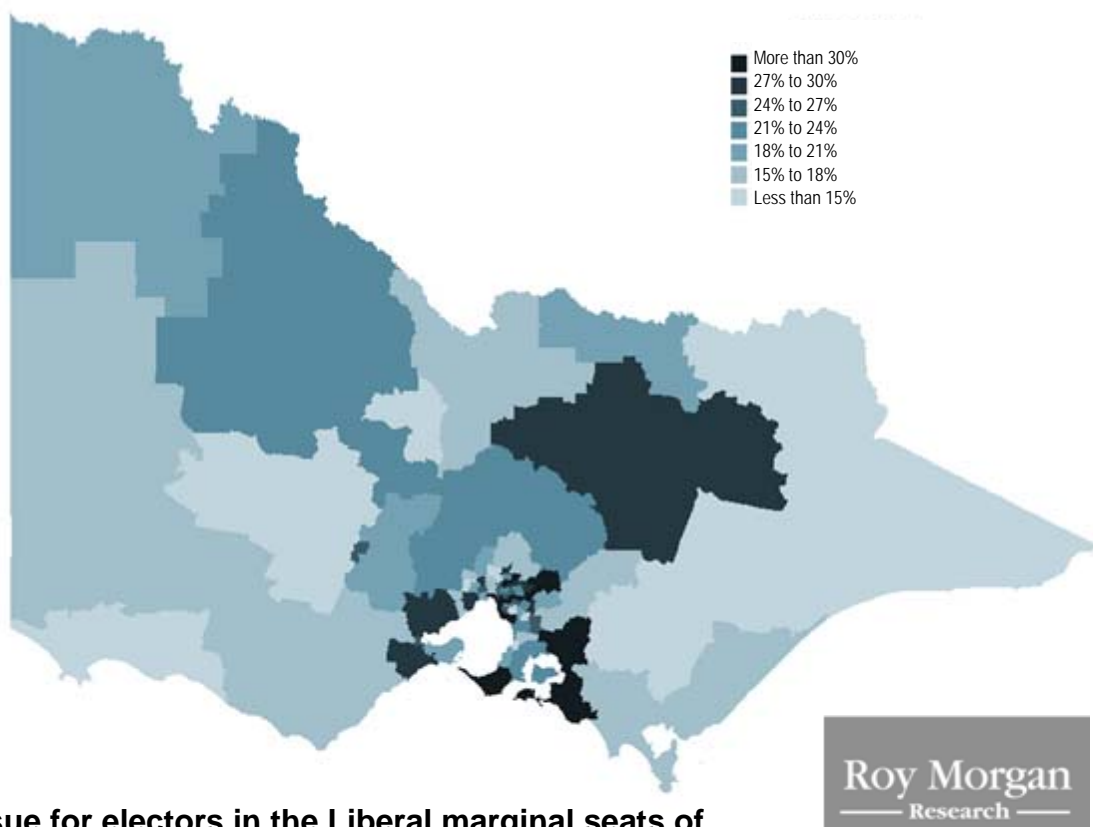 More than 30%
27% to 30%
24% to 27%
21% to 24%
18% to 21%
15% to 18%
Less than 15%
Roy Morgan
Research
sue for electors in the Liberal marginal seats of